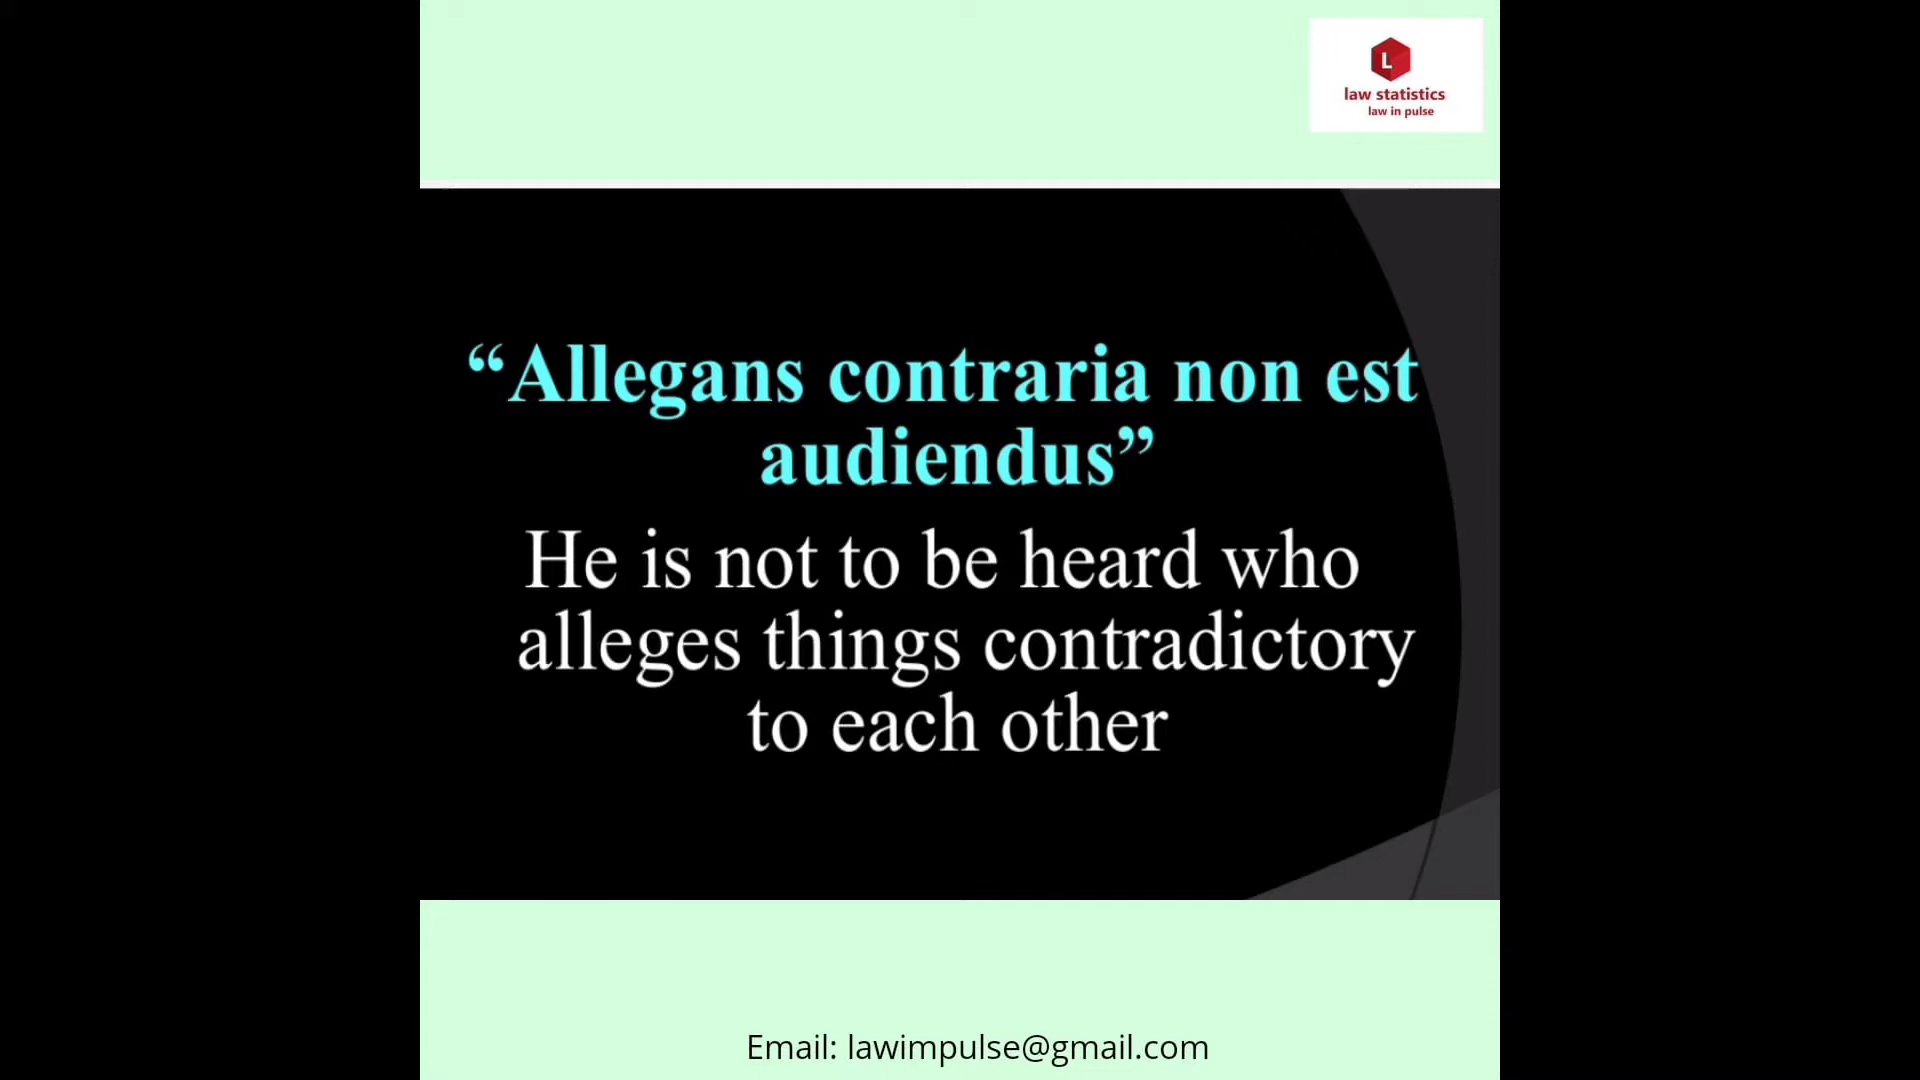 L
law statistics
law in pulse
“Allegans contraria non est
audiendus”
He is not to be heard who
alleges things contradictory
to each other
Email: lawimpulse@gmail.com